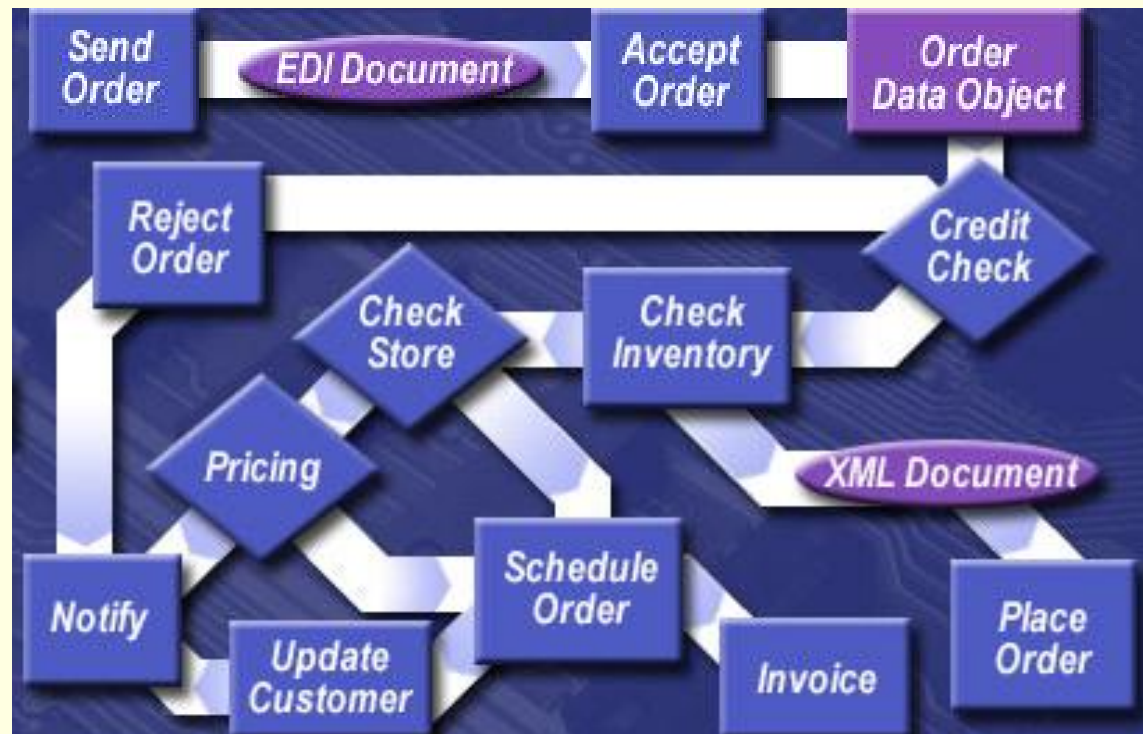 Send
Order
EDI Document
Accept
Order
Order
Data Object
Reject
Order
Credit
Check
Check
Store
Check
Inventory
Pricing
XML Document
Notify
Schedule
Order
Update
Customer
Invoice
Place
Order